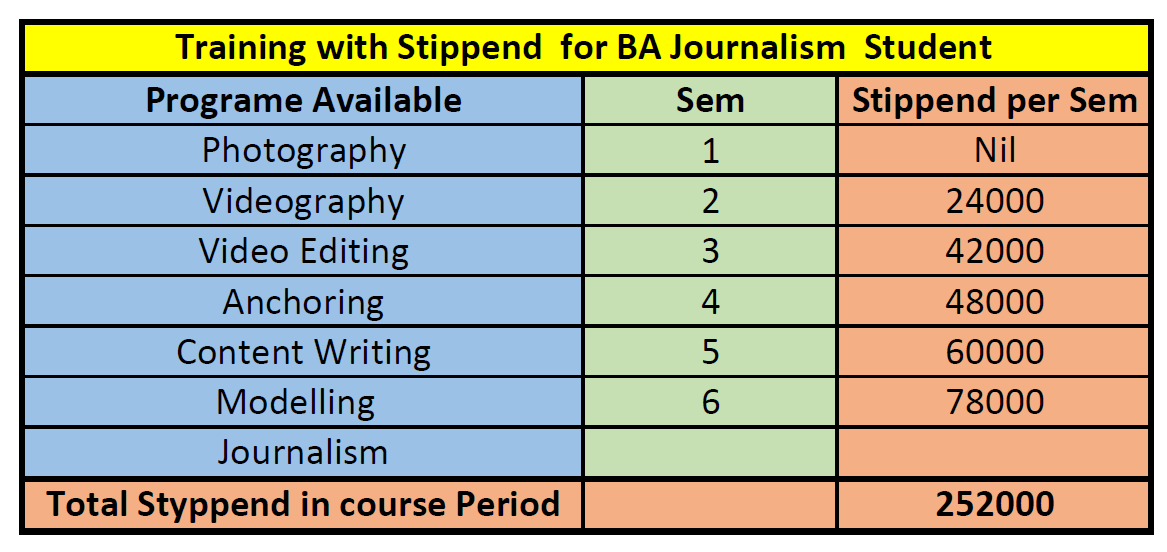 Training with Stippend for BA Journalism Student
Programe Available Sem Stippend per Sem
Photography 1 Nil
Videography 2 24000
Video Editing 3 42000
Anchoring 4 48000
Content Writing 5 60000
Modelling 6 78000
Journalism
Total Styppend in course Period 252000